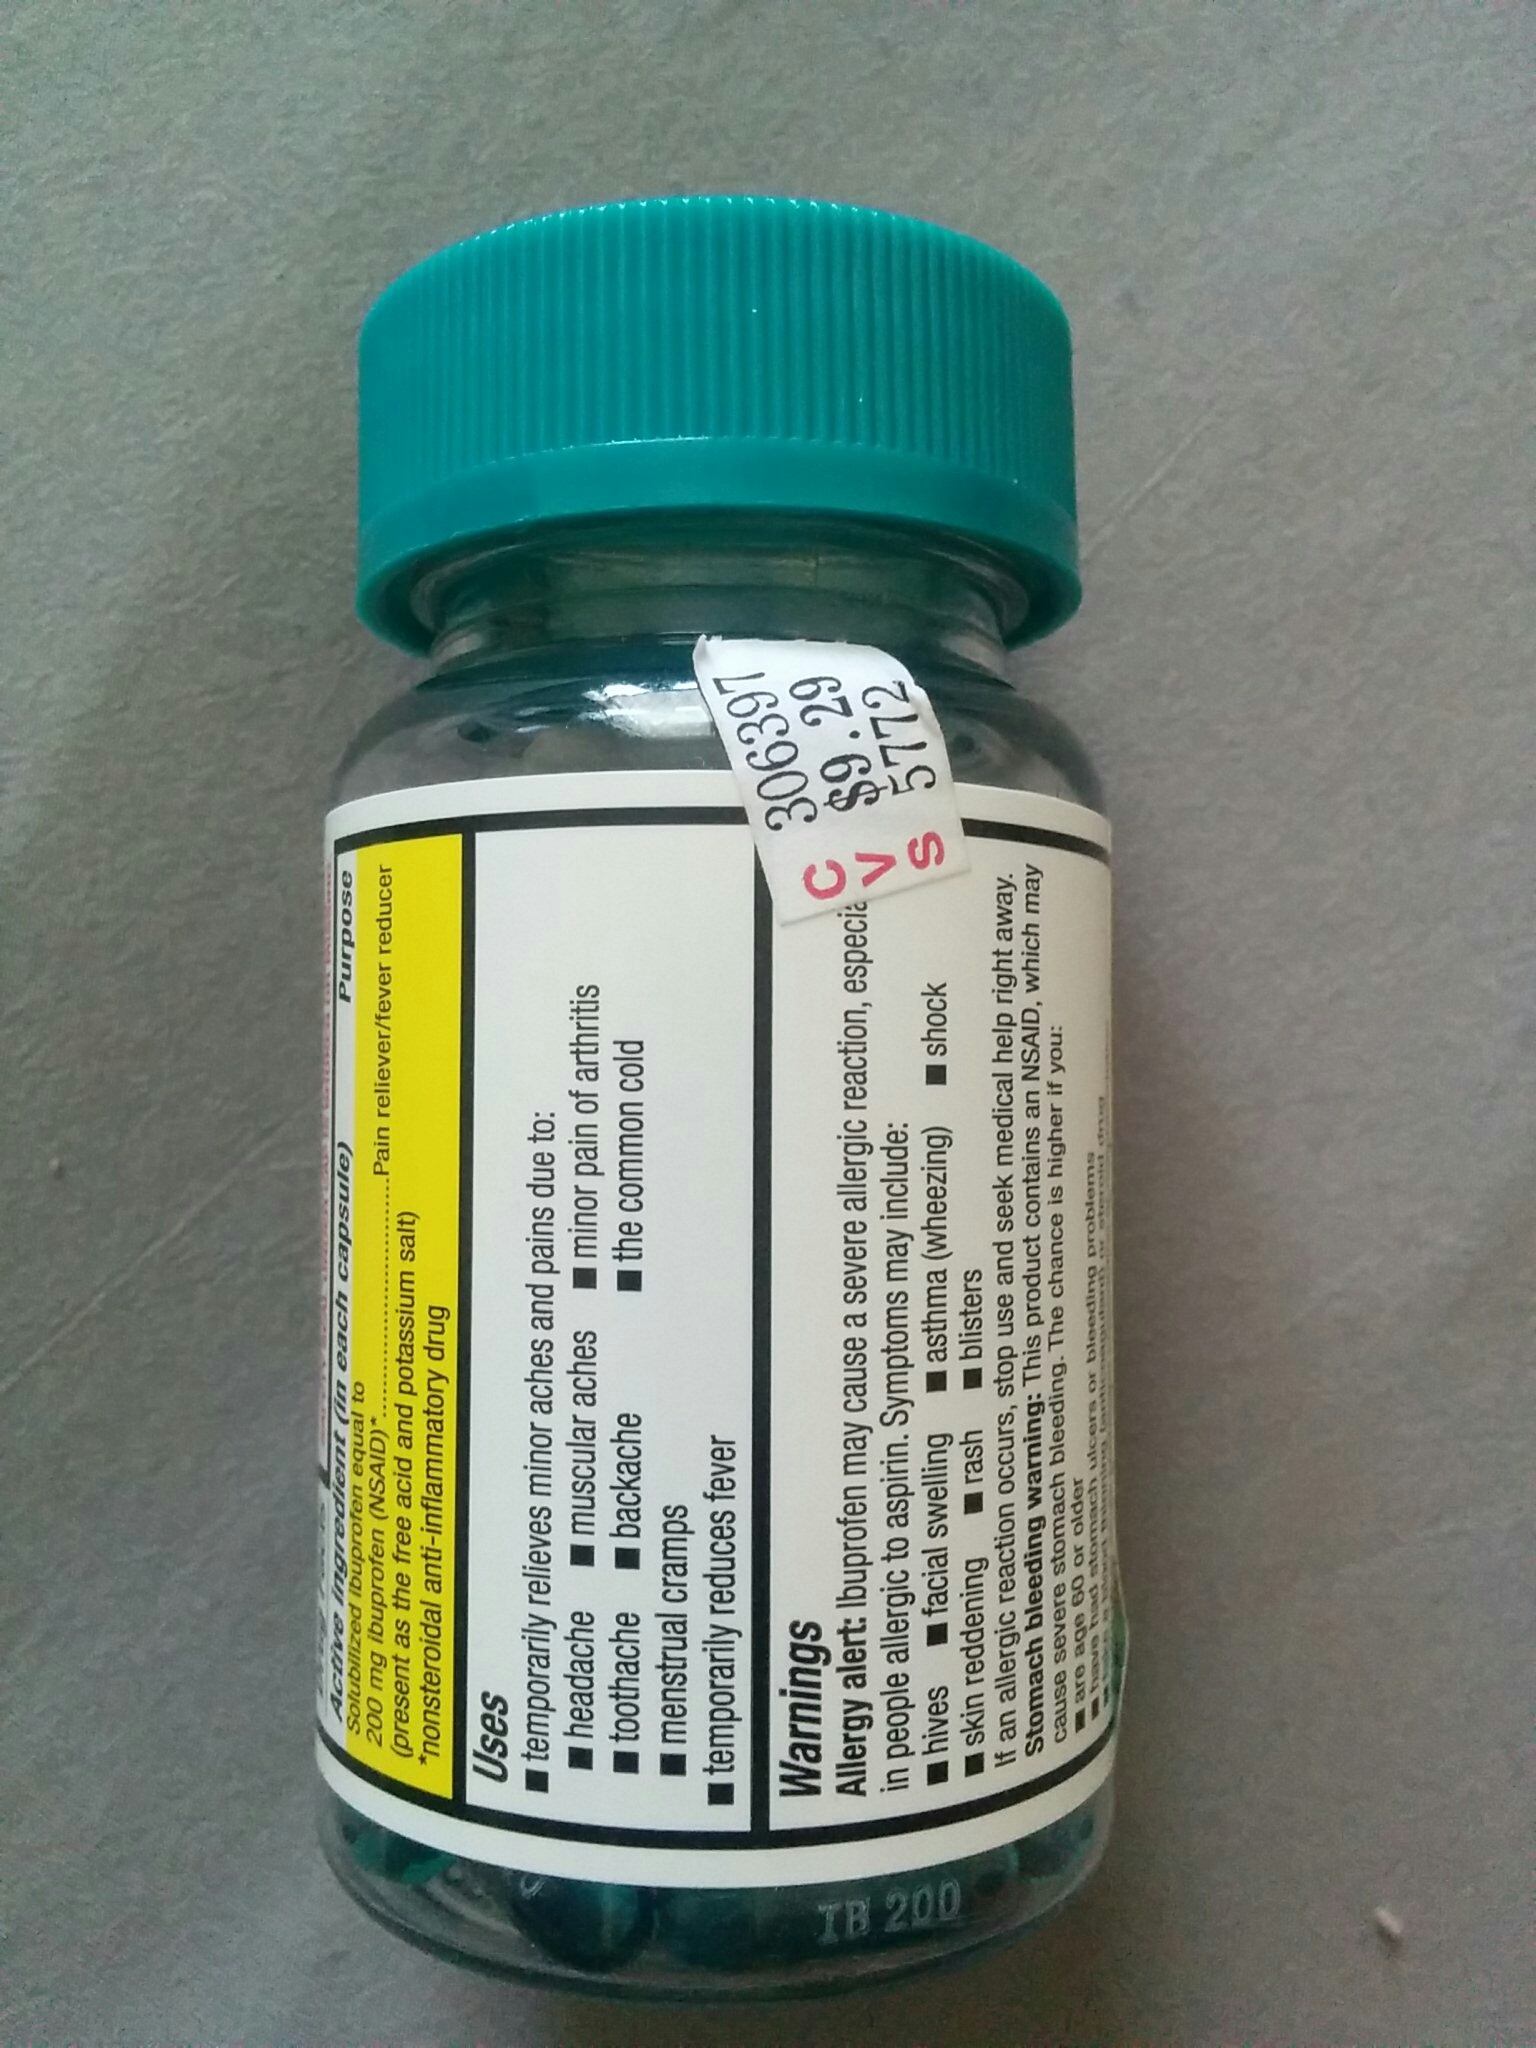 Active ingredient (in each capsule) Purpose
Solubilized ibuprofen equal to
200 mg ibuprofen (NSAID)*..............................Pain reliever/fever reducer
(present as the free acid and potassium salt)
*nonsteroidal anti-inflammatory drug
Uses
■ temporarily relieves minor aches and pains due to:
■ headache ■ muscular aches ■ minor pain of arthritis
■ toothache ■ backache ■ the common cold
■ menstrual cramps
■ temporarily reduces fever
Warnings
Allergy alert: Ibuprofen may cause a severe allergic reaction, especia
in people allergic to aspirin. Symptoms may include:
■ hives ■ facial swelling ■ asthma (wheezing) ■ shock
■ skin reddening ■ rash ■ blisters
If an allergic reaction occurs, stop use and seek medical help right away.
Stomach bleeding warning: This product contains an NSAID, which may
cause severe stomach bleeding. The chance is higher if you:
■ are age 60 or older
■ have had stomach ulcers or bleeding problems
■ take a blood thinning (anticoagulant) or steroid drug
C 306397
V $9.29
S 5772
IB 200